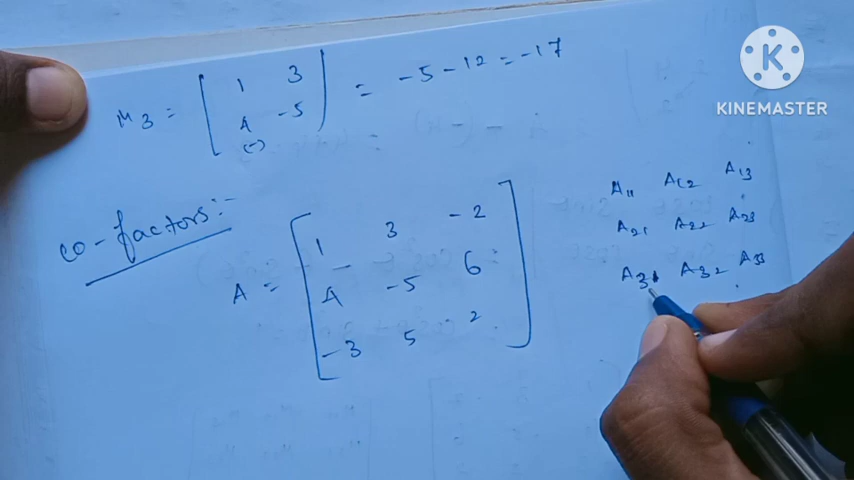 M3 = | 1 3 | = -5 - 12 = -17
4 -5
(-)
KINEMASTER
co-factors:-
A = [ 1 3 -2
4 -5 6
-3 5 2 ]
A11 A12 A13
A21 A22 A23
A31 A32 A33